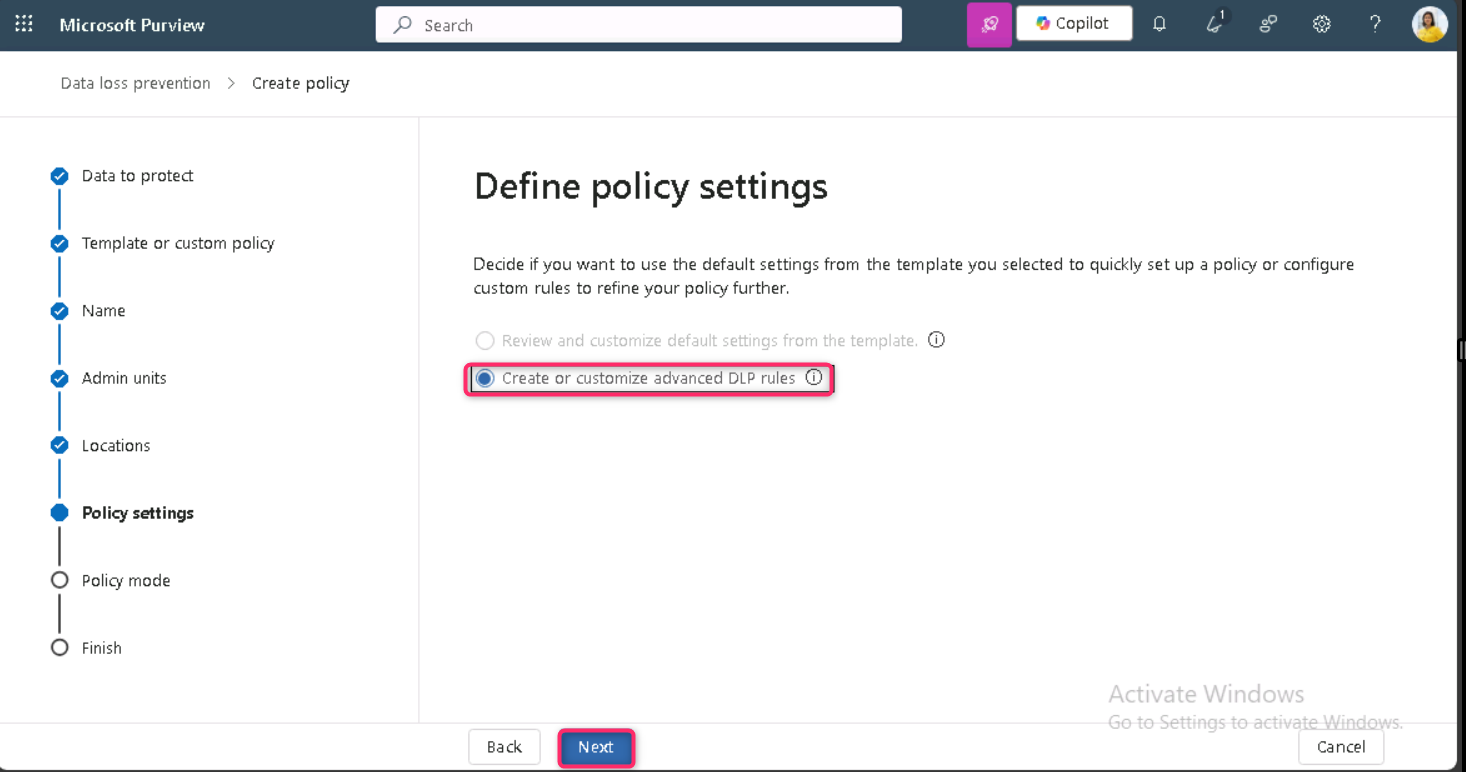 Microsoft Purview
Search
Copilot
1
?
Data loss prevention > Create policy
Data to protect
Template or custom policy
Name
Admin units
Locations
Policy settings
Policy mode
Finish
Define policy settings
Decide if you want to use the default settings from the template you selected to quickly set up a policy or configure
custom rules to refine your policy further.
Review and customize default settings from the template.
Create or customize advanced DLP rules
Activate Windows
Go to Settings to activate Windows.
Back
Next
Cancel